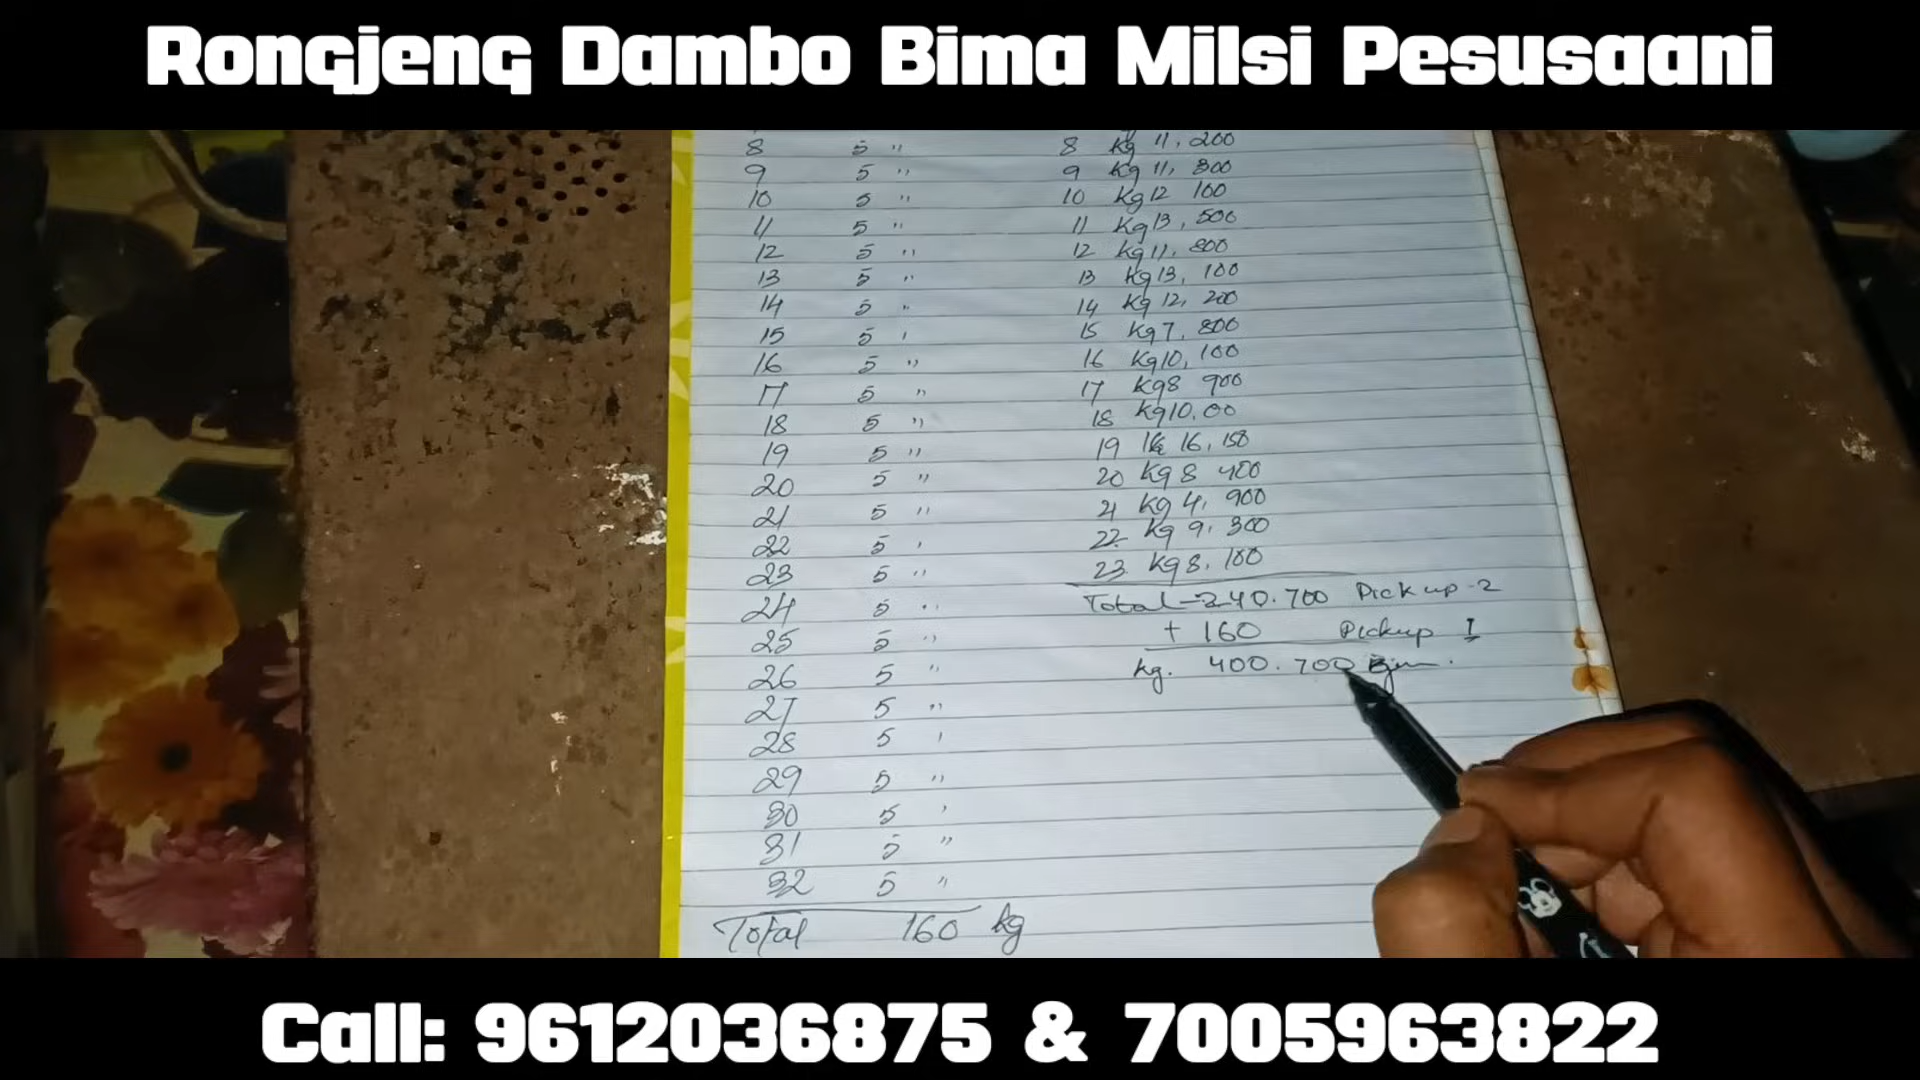 Rongjeng Dambo Bima Milsi Pesusaani
8 5 " 8 kg 11, 200
9 5 " 9 kg 11, 300
10 5 " 10 kg 12 100
11 5 " 11 kg 13, 500
12 5 " 12 kg 11, 800
13 5 " 13 kg 13, 100
14 5 " 14 kg 12, 200
15 5 ' 15 kg 7, 800
16 5 " 16 kg 10, 100
17 5 " 17 kg 8 900
18 5 " 18 kg 10.00
19 5 " 19 16, 150
20 5 " 20 kg 8 400
21 5 " 21 kg 4, 900
22 5 ' 22 kg 9, 300
23 5 " 23 kg 8, 100
24 5 " Total - 240.700 Pickup - 2
25 5 " + 160 Pickup I
26 5 " kg. 400.700
27 5 "
28 5 '
29 5 "
30 5 '
31 5 "
32 5 "
Total 160 kg
Call: 9612036875 & 7005963822